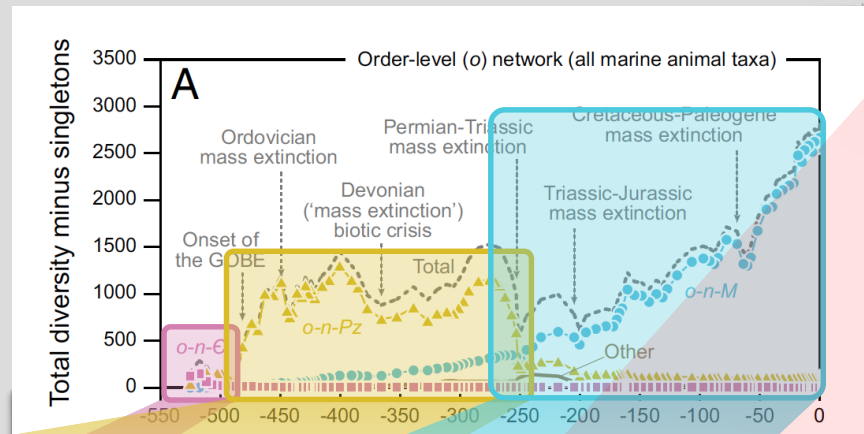 Total diversity minus singletons
3500
3000
2500
2000
1500
1000
500
0
A
Order-level (o) network (all marine animal taxa)
Ordovician
mass extinction
Permian-Triassic
mass extinction
Cretaceous-Paleogene
mass extinction
Devonian
('mass extinction')
biotic crisis
Triassic-Jurassic
mass extinction
Onset of
the GOBE
Total
o-n-Pz
o-n-M
o-n-Є
Other
-550 -500 -450 -400 -350 -300 -250 -200 -150 -100 -50 0